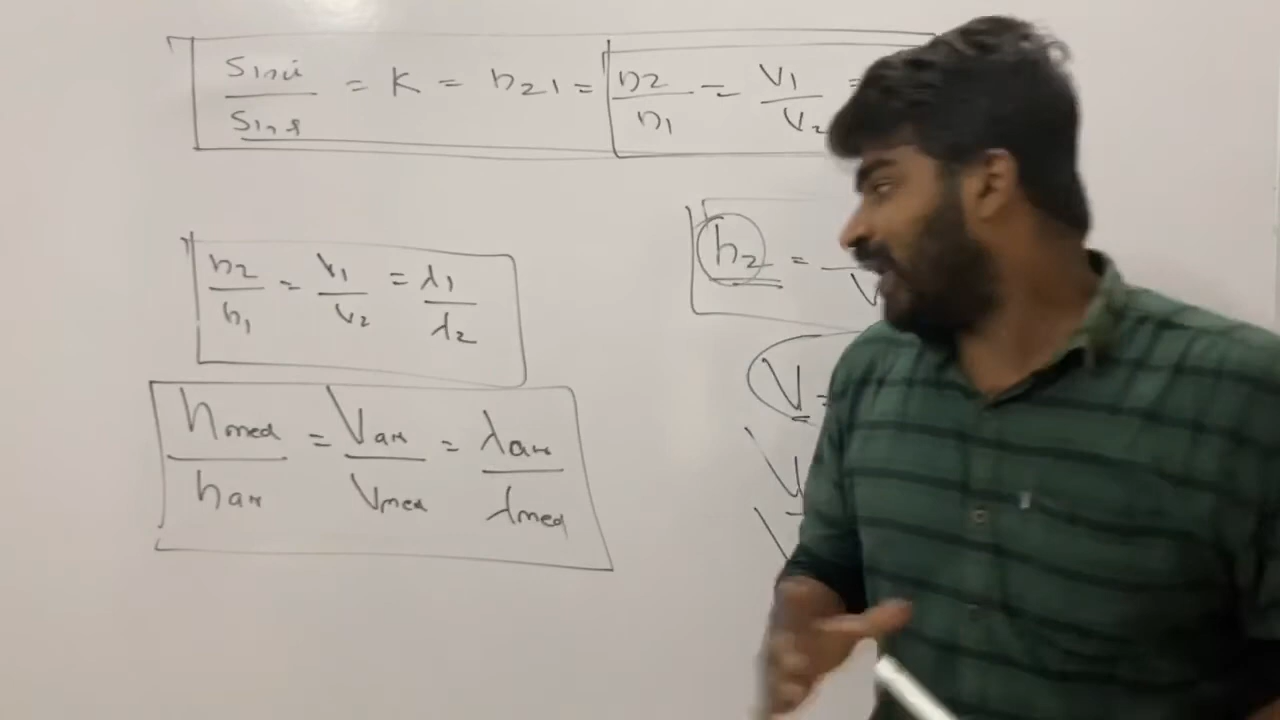 sin i / sin r = K = n21 = n2 / n1 = V1 / V2 =
n2 / n1 = V1 / V2 = λ1 / λ2
n2 =
V
V =
n med / n air = V air / V med = λ air / λ med
V